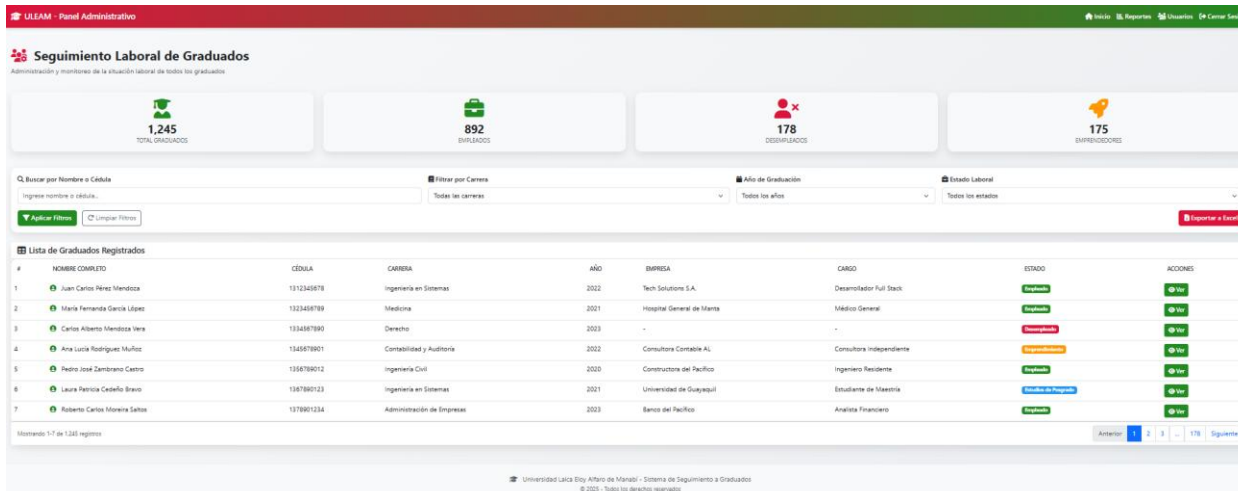 ULEAM - Panel Administrativo Inicio Reportes Usuarios Cerrar Ses
Seguimiento Laboral de Graduados
Administración y monitoreo de la situación laboral de todos los graduados
1,245 892 178 175
TOTAL GRADUADOS EMPLEADOS DESEMPLEADOS EMPRENDEDORES
Buscar por Nombre o Cédula Filtrar por Carrera Año de Graduación Estado Laboral
Ingrese nombre o cédula... Todas las carreras Todos los años Todos los estados
Aplicar Filtros Limpiar Filtros Exportar a Excel
Lista de Graduados Registrados
# NOMBRE COMPLETO CÉDULA CARRERA AÑO EMPRESA CARGO ESTADO ACCIONES
1 Juan Carlos Pérez Mendoza 1312345678 Ingeniería en Sistemas 2022 Tech Solutions S.A. Desarrollador Full Stack Empleado Ver
2 María Fernanda García López 1323456789 Medicina 2021 Hospital General de Manta Médico General Empleado Ver
3 Carlos Alberto Mendoza Vera 1334567890 Derecho 2023 - - Desempleado Ver
4 Ana Lucía Rodríguez Muñoz 1345678901 Contabilidad y Auditoría 2022 Consultora Contable AL Consultora Independiente Emprendimiento Ver
5 Pedro José Zambrano Castro 1356789012 Ingeniería Civil 2020 Constructora del Pacífico Ingeniero Residente Empleado Ver
6 Laura Patricia Cedeño Bravo 1367890123 Ingeniería en Sistemas 2021 Universidad de Guayaquil Estudiante de Maestría Estudios de Posgrado Ver
7 Roberto Carlos Moreira Saltos 1378901234 Administración de Empresas 2023 Banco del Pacífico Analista Financiero Empleado Ver
Mostrando 1-7 de 1,245 registros Anterior 1 2 3 ... 178 Siguiente
Universidad Laica Eloy Alfaro de Manabí - Sistema de Seguimiento a Graduados
© 2025 - Todos los derechos reservados